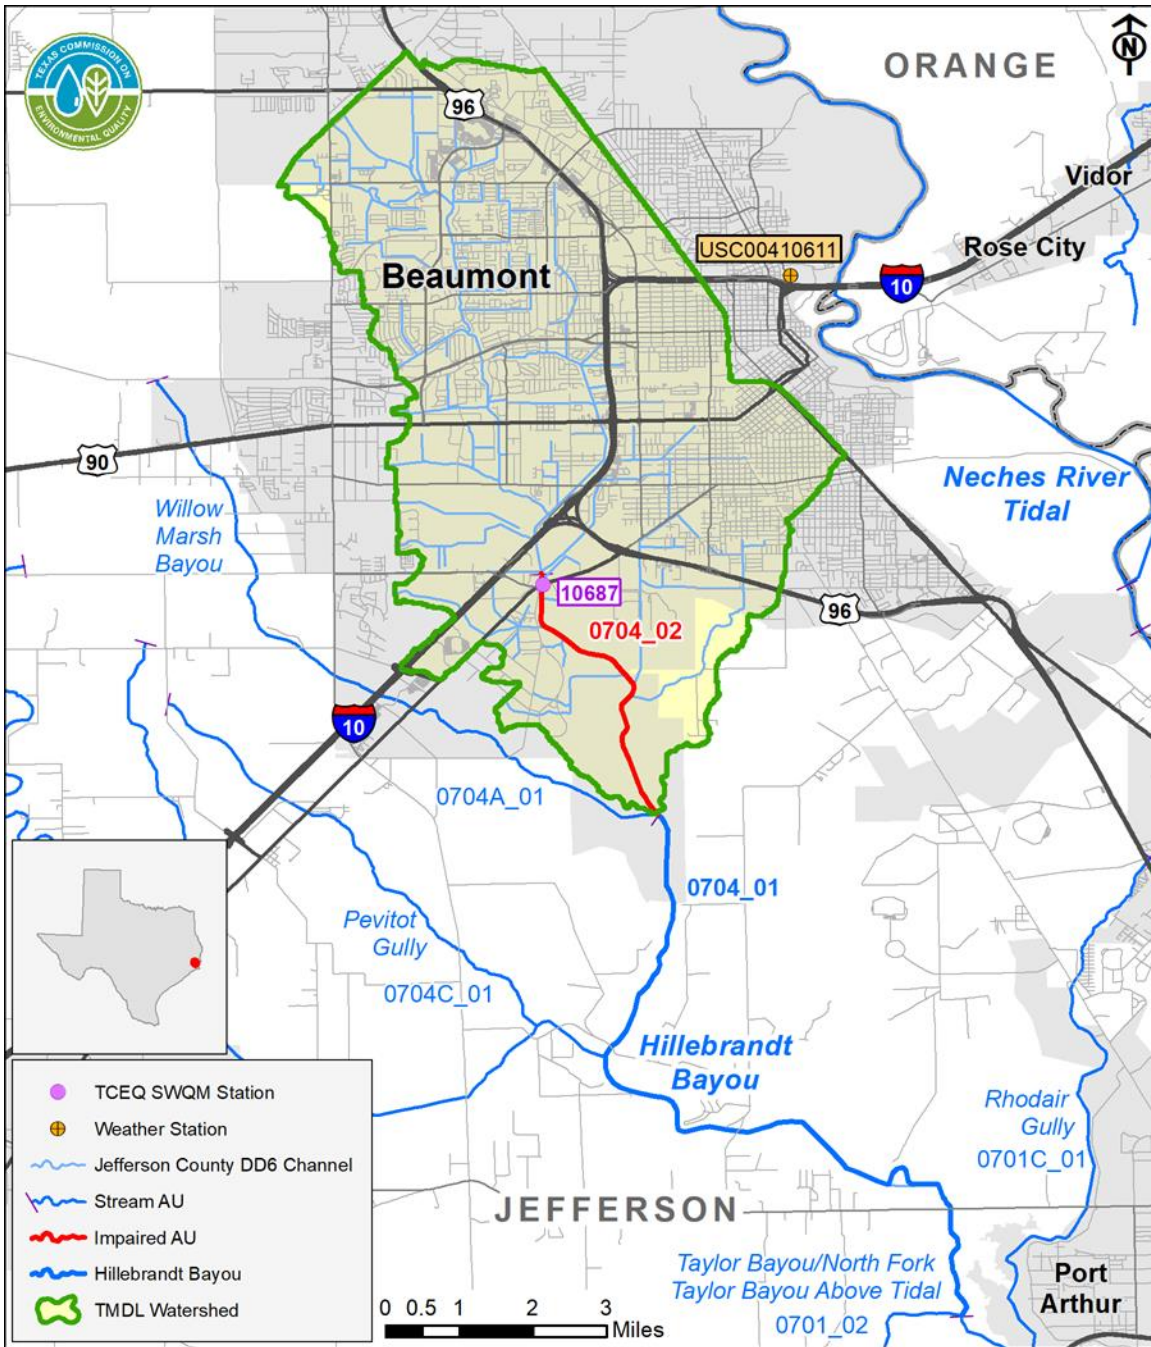 TEXAS COMMISSION ON
ENVIRONMENTAL QUALITY
ORANGE
N
96
Vidor
USC00410611
Rose City
10
Beaumont
90
Neches River
Tidal
Willow
Marsh
Bayou
10687
0704_02
96
10
0704A_01
0704_01
Pevitot
Gully
0704C_01
Hillebrandt
Bayou
Rhodair
Gully
0701C_01
TCEQ SWQM Station
Weather Station
Jefferson County DD6 Channel
Stream AU
Impaired AU
Hillebrandt Bayou
TMDL Watershed
JEFFERSON
Taylor Bayou/North Fork
Taylor Bayou Above Tidal
0701_02
Port
Arthur
0 0.5 1 2 3
Miles